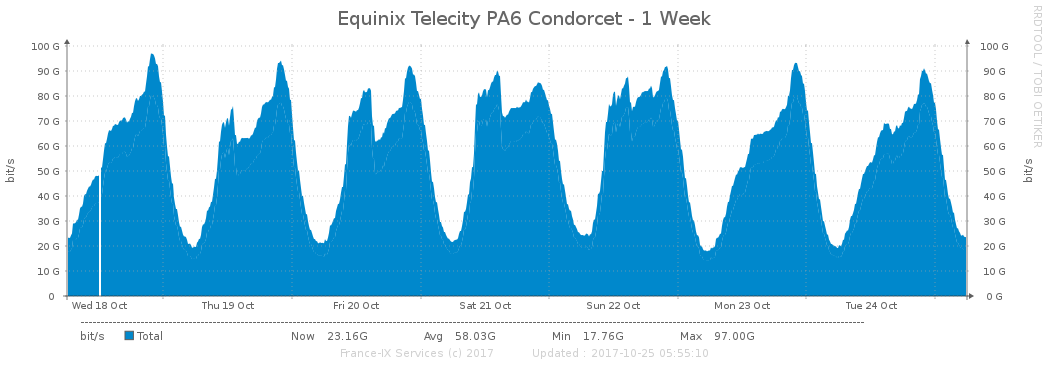 Equinix Telecity PA6 Condorcet - 1 Week
RRDTOOL / TOBI OETIKER
bit/s
100 G
90 G
80 G
70 G
60 G
50 G
40 G
30 G
20 G
10 G
0
100 G
90 G
80 G
70 G
60 G
50 G
40 G
30 G
20 G
10 G
0 G
bit/s
Wed 18 Oct Thu 19 Oct Fri 20 Oct Sat 21 Oct Sun 22 Oct Mon 23 Oct Tue 24 Oct
bit/s Total Now 23.16G Avg 58.03G Min 17.76G Max 97.00G
France-IX Services (c) 2017 Updated : 2017-10-25 05:55:10